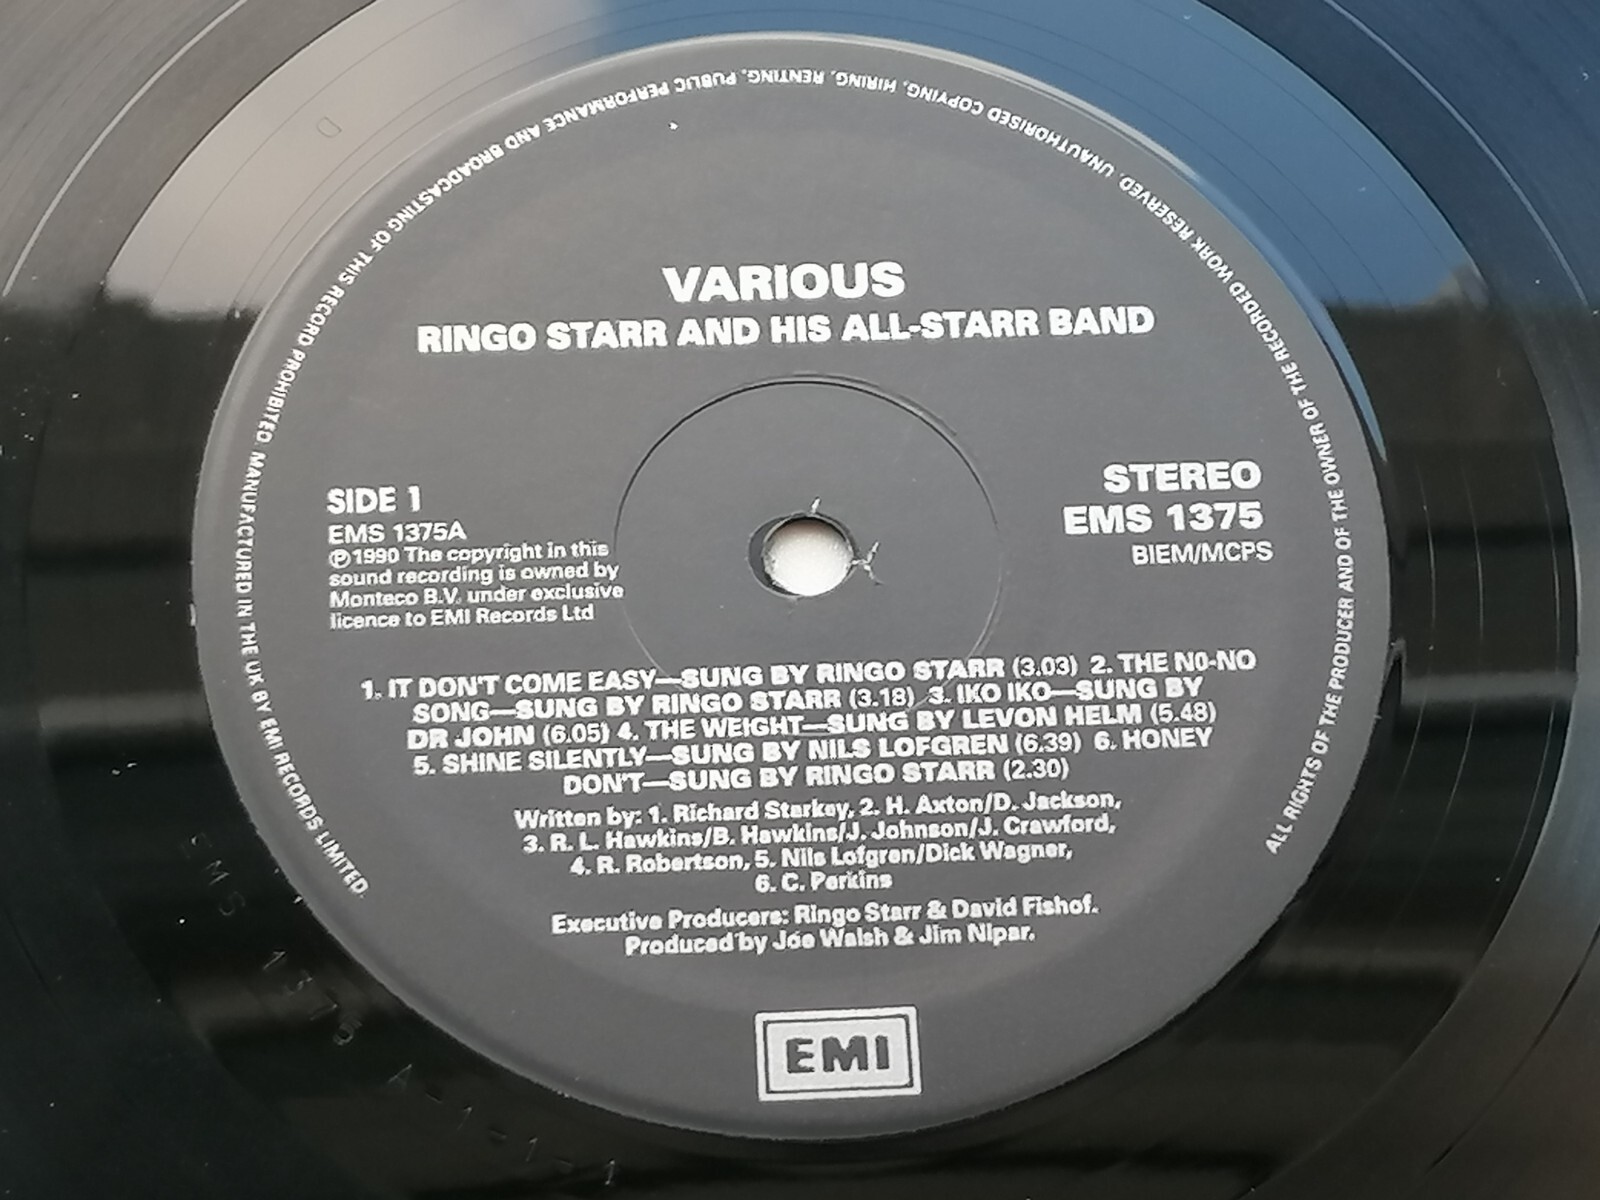 VARIOUS
RINGO STARR AND HIS ALL-STARR BAND
SIDE 1
EMS 1375A
Ⓟ1990 The copyright in this
sound recording is owned by
Monteco B.V. under exclusive
licence to EMI Records Ltd
STEREO
EMS 1375
BIEM/MCPS
1. IT DON'T COME EASY—SUNG BY RINGO STARR (3.03) 2. THE NO-NO
SONG—SUNG BY RINGO STARR (3.18) 3. IKO IKO—SUNG BY
DR JOHN (6.05) 4. THE WEIGHT—SUNG BY LEVON HELM (5.48)
5. SHINE SILENTLY—SUNG BY NILS LOFGREN (6.39) 6. HONEY
DON'T—SUNG BY RINGO STARR (2.30)
Written by: 1. Richard Starkey, 2. H. Axton/D. Jackson,
3. R. L. Hawkins/B. Hawkins/J. Johnson/J. Crawford,
4. R. Robertson, 5. Nils Lofgren/Dick Wagner,
6. C. Perkins
Executive Producers: Ringo Starr & David Fishof.
Produced by Joe Walsh & Jim Nipar.
EMI
ALL RIGHTS OF THE PRODUCER AND OF THE OWNER OF THE RECORDED WORK RESERVED. UNAUTHORISED COPYING, HIRING, RENTING, PUBLIC PERFORMANCE AND BROADCASTING OF THIS RECORD PROHIBITED. MANUFACTURED IN THE UK BY EMI RECORDS LIMITED.
EMS 1375 A-1-1-1
D